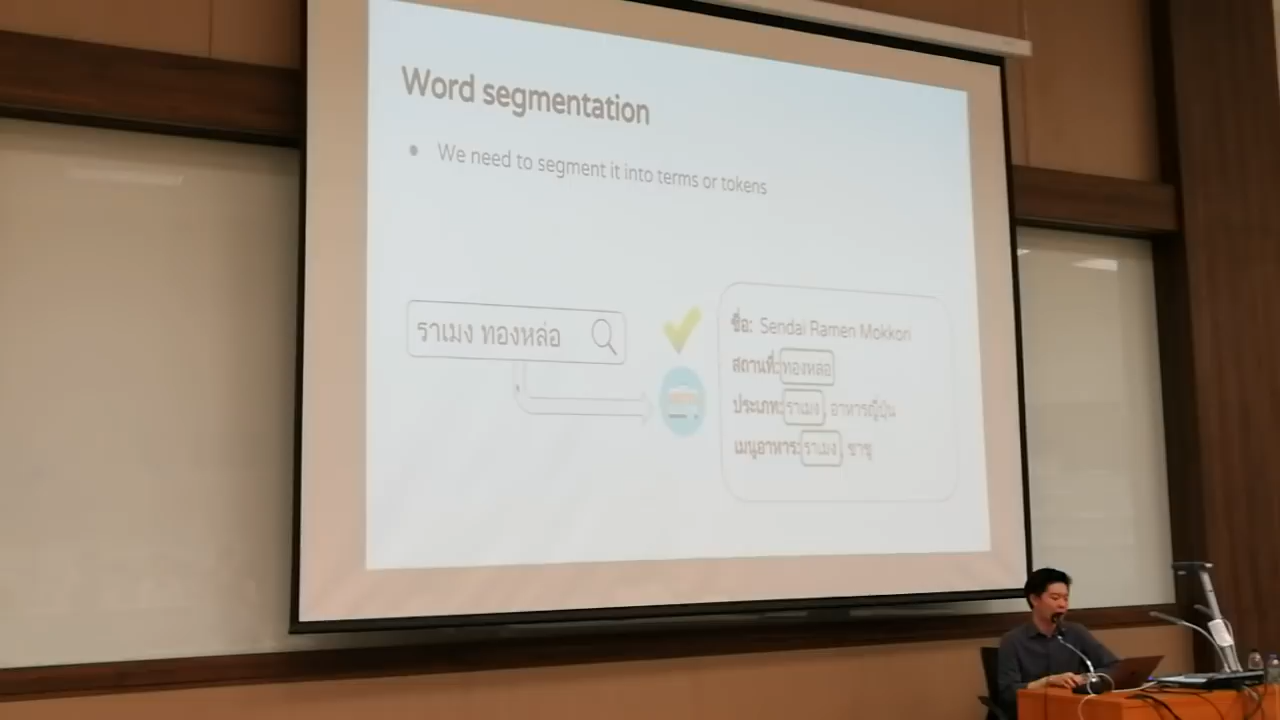 Word segmentation
● We need to segment it into terms or tokens
ราเมง ทองหล่อ
ชื่อ: Sendai Ramen Mokkori
สถานที่: ทองหล่อ
ประเภท: ราเมง, อาหารญี่ปุ่น
เมนูอาหาร: ราเมง, ชาชู